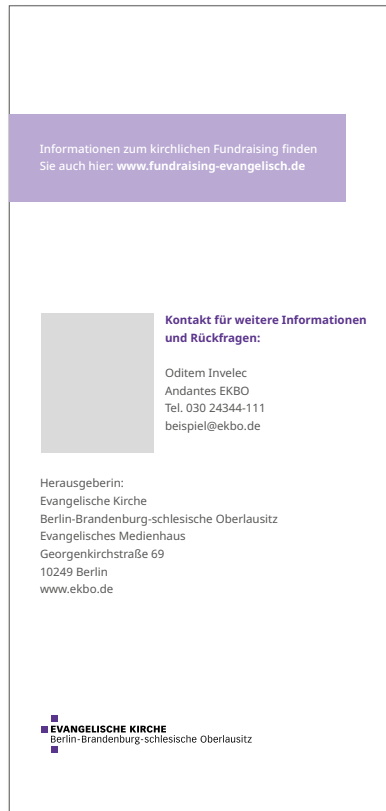 Informationen zum kirchlichen Fundraising finden
Sie auch hier: www.fundraising-evangelisch.de
Kontakt für weitere Informationen
und Rückfragen:
Oditem Invelec
Andantes EKBO
Tel. 030 24344-111
beispiel@ekbo.de
Herausgeberin:
Evangelische Kirche
Berlin-Brandenburg-schlesische Oberlausitz
Evangelisches Medienhaus
Georgenkirchstraße 69
10249 Berlin
www.ekbo.de
EVANGELISCHE KIRCHE
Berlin-Brandenburg-schlesische Oberlausitz